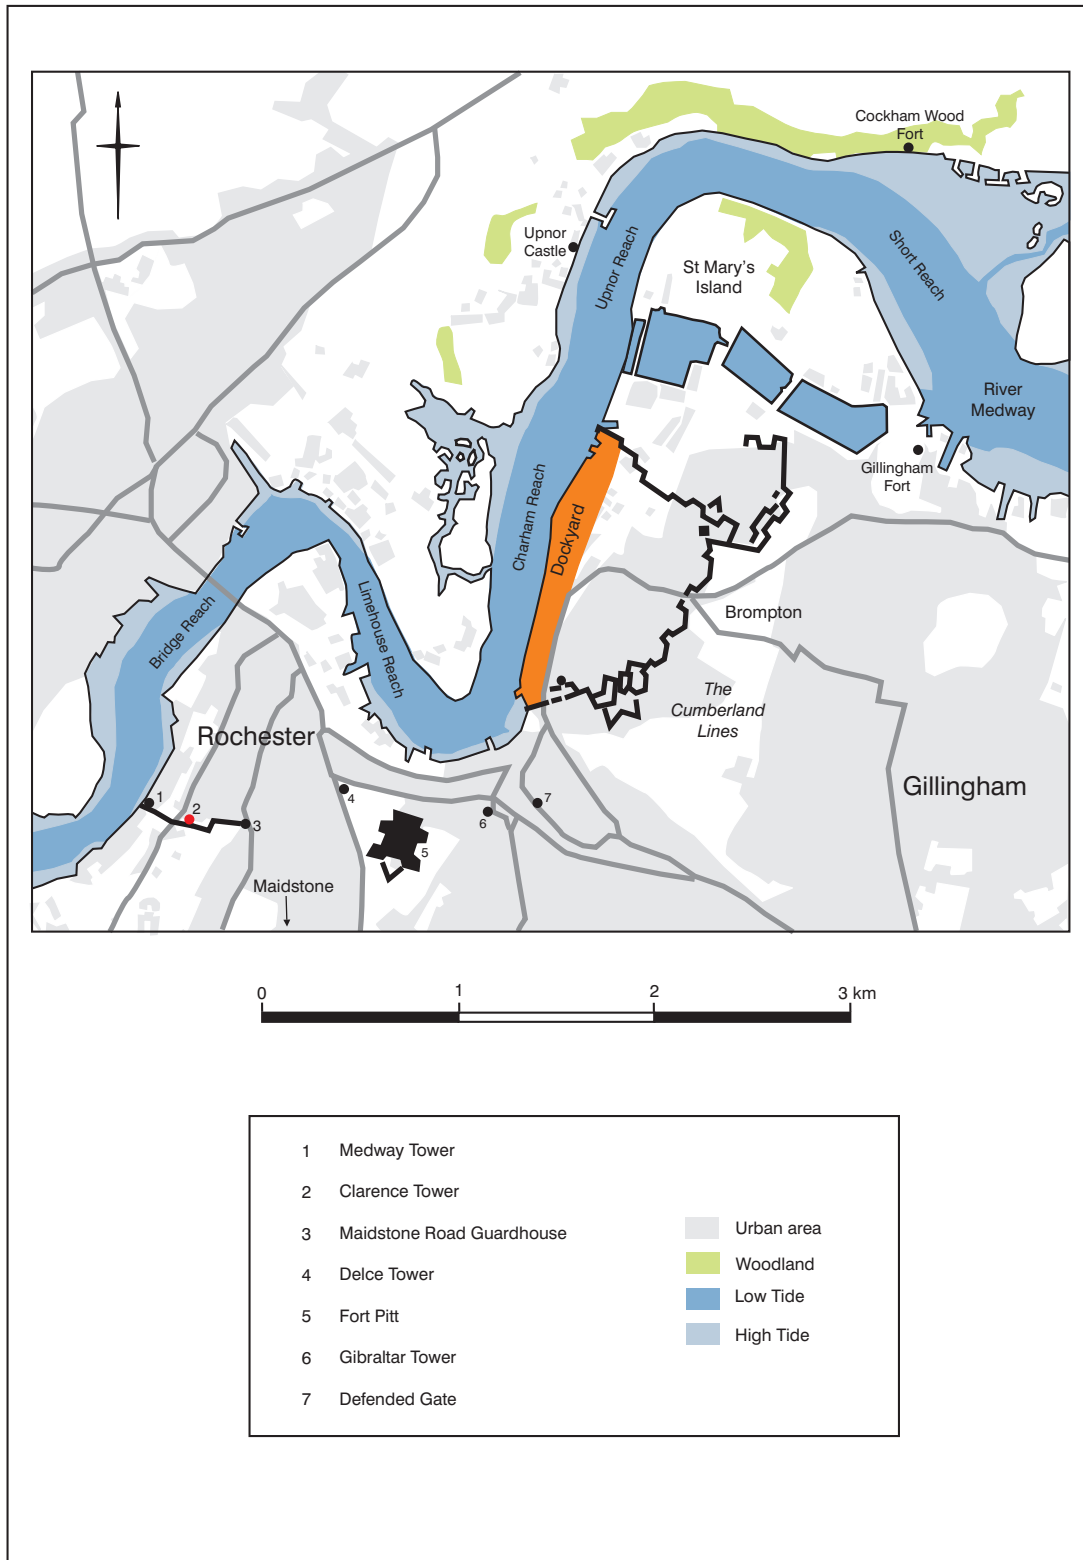 Cockham Wood
Fort
Upnor
Castle
Upnor Reach
St Mary's
Island
Short Reach
River
Medway
Gillingham
Fort
Charham Reach
Dockyard
Limehouse Reach
Bridge Reach
Brompton
The
Cumberland
Lines
Rochester
Gillingham
1
2
3
4
5
6
7
Maidstone
0
1
2
3 km
1 Medway Tower
2 Clarence Tower
3 Maidstone Road Guardhouse
4 Delce Tower
5 Fort Pitt
6 Gibraltar Tower
7 Defended Gate
Urban area
Woodland
Low Tide
High Tide